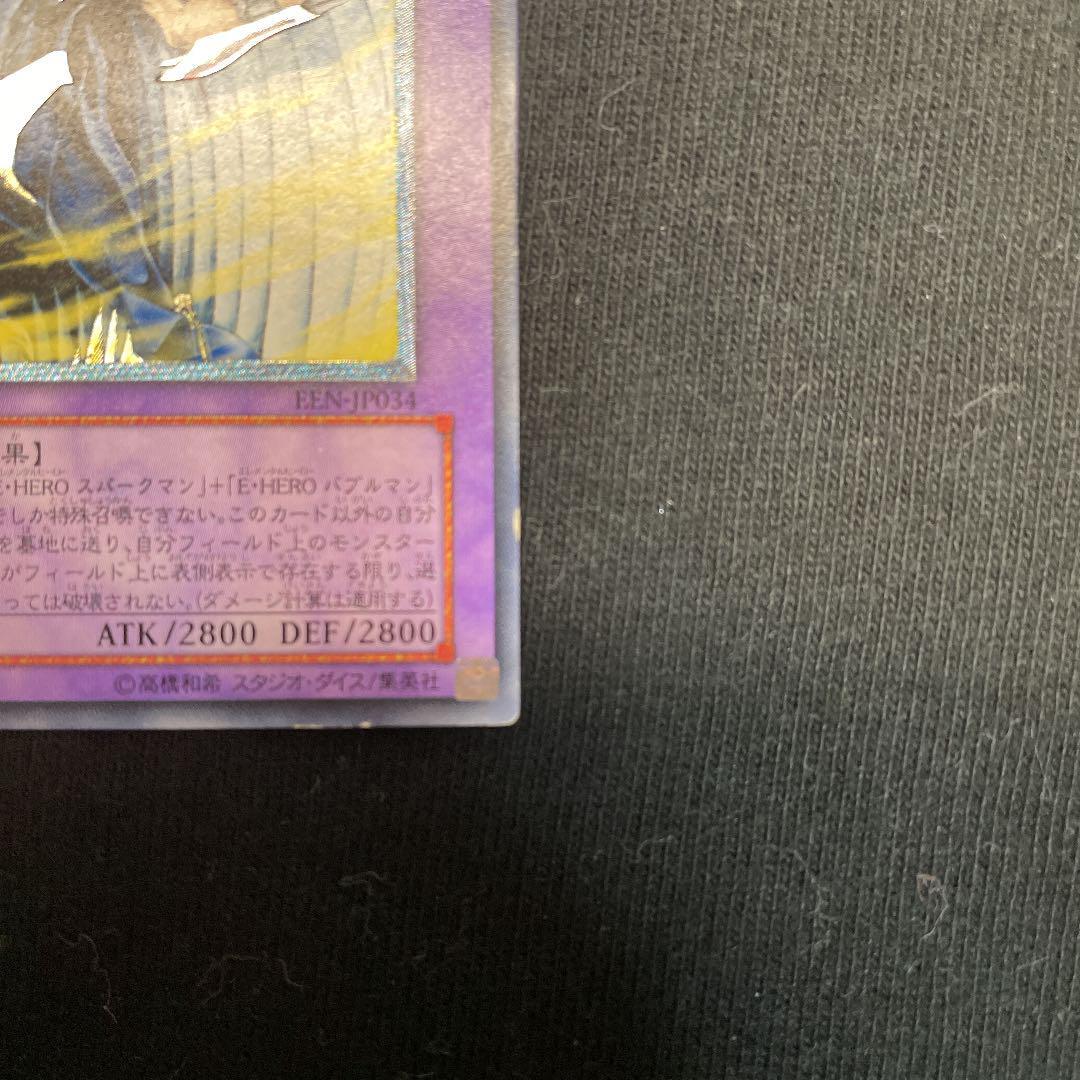 EEN-JP034
果】
E・HERO スパークマン」+「E・HERO バブルマン」
でしか特殊召喚できない。このカード以外の自分
を墓地に送り、自分フィールド上のモンスター
がフィールド上に表側表示で存在する限り、選
っては破壊されない。(ダメージ計算は適用する)
ATK/2800 DEF/2800
©高橋和希 スタジオ・ダイス/集英社